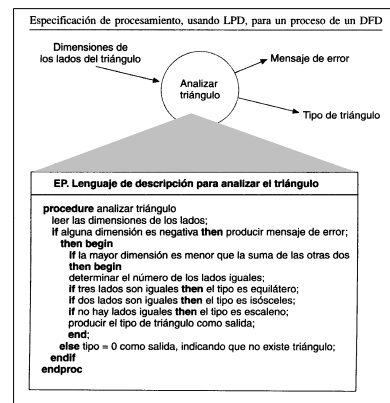 Especificación de procesamiento, usando LPD, para un proceso de un DFD
Dimensiones de
los lados del triángulo
Mensaje de error
Analizar
triángulo
Tipo de triángulo
EP. Lenguaje de descripción para analizar el triángulo
procedure analizar triángulo
leer las dimensiones de los lados;
if alguna dimensión es negativa then producir mensaje de error;
then begin
if la mayor dimensión es menor que la suma de las otras dos
then begin
determinar el número de los lados iguales;
if tres lados son iguales then el tipo es equilátero;
if dos lados son iguales then el tipo es isósceles;
if no hay lados iguales then el tipo es escaleno;
producir el tipo de triángulo como salida;
end;
else tipo = 0 como salida, indicando que no existe triángulo;
endif
endproc